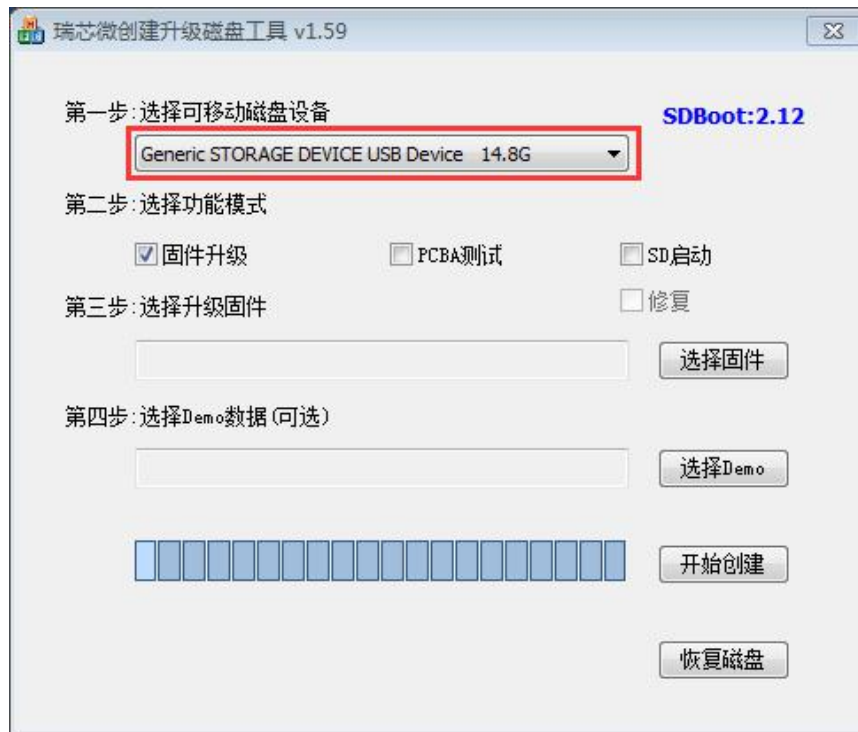 瑞芯微创建升级磁盘工具 v1.59
第一步:选择可移动磁盘设备
SDBoot:2.12
Generic STORAGE DEVICE USB Device 14.8G
第二步:选择功能模式
固件升级 PCBA测试 SD启动
第三步:选择升级固件
修复
选择固件
第四步:选择Demo数据(可选)
选择Demo
开始创建
恢复磁盘